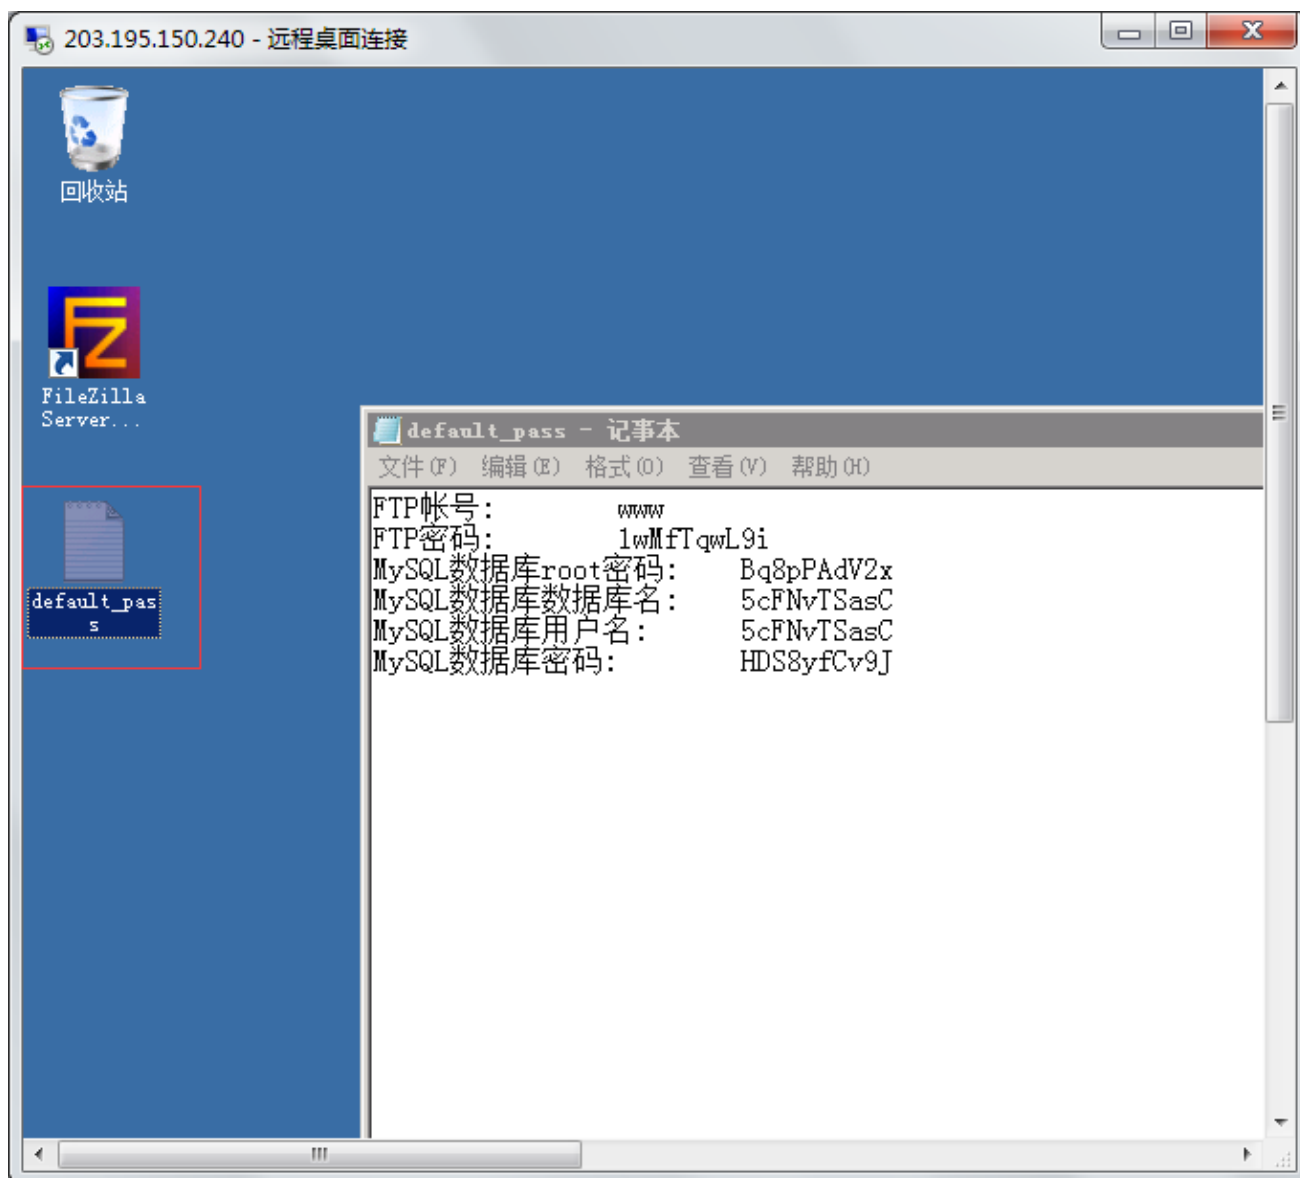 203.195.150.240 - 远程桌面连接
回收站
FileZilla
Server...
default_pas
s
default_pass - 记事本
文件(F) 编辑(E) 格式(O) 查看(V) 帮助(H)
FTP帐号: www
FTP密码: 1wMfTqwL9i
MySQL数据库root密码: Bq8pPAdV2x
MySQL数据库数据库名: 5cFNvTSasC
MySQL数据库用户名: 5cFNvTSasC
MySQL数据库密码: HDS8yfCv9J